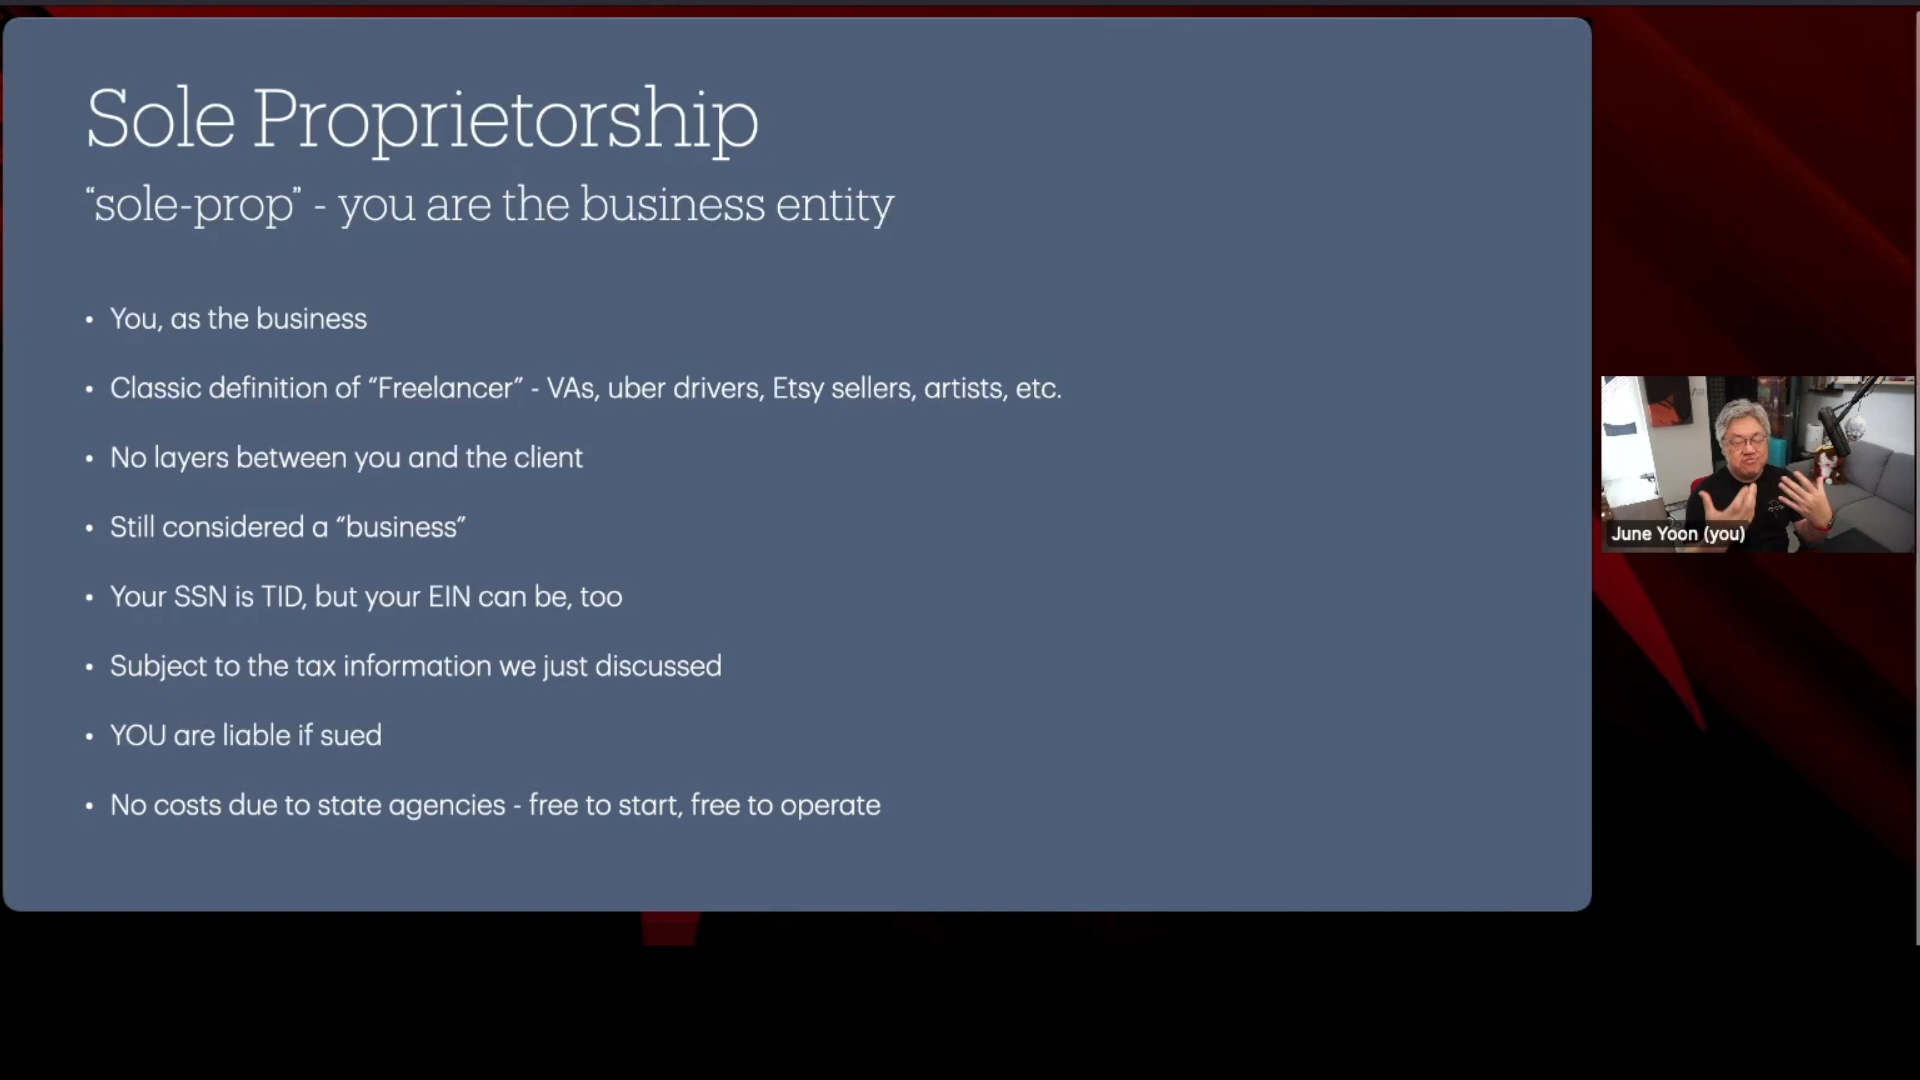 Sole Proprietorship
“sole-prop” - you are the business entity
• You, as the business
• Classic definition of “Freelancer” - VAs, uber drivers, Etsy sellers, artists, etc.
• No layers between you and the client
• Still considered a “business”
• Your SSN is TID, but your EIN can be, too
• Subject to the tax information we just discussed
• YOU are liable if sued
• No costs due to state agencies - free to start, free to operate
June Yoon (you)